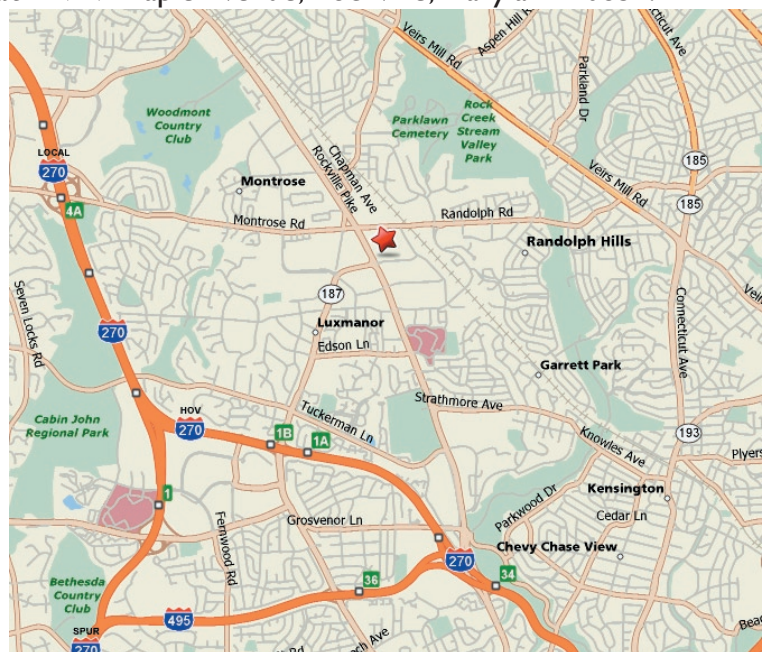 Veirs Mill Rd
Aspen Hill R
Parkland Dr
cut Ave
Woodmont
Country
Club
Parklawn
Cemetery
Rock
Creek
Stream
Valley
Park
LOCAL
270
4A
Montrose
Chapman Ave
Rockville Pike
Veirs Mill Rd
185
185
Montrose Rd
Randolph Rd
Randolph Hills
Seven Locks Rd
187
270
Luxmanor
Edson Ln
Connecticut Ave
Veir
Garrett Park
Cabin John
Regional Park
HOV
270
1B
1A
Tuckerman Ln
Strathmore Ave
Knowles Ave
193
Plyers
1
Kensington
Parkwood Dr
Cedar Ln
Fernwood Rd
Grosvenor Ln
Chevy Chase View
270
Bethesda
Country
Club
36
34
495
SPUR
270
Beac